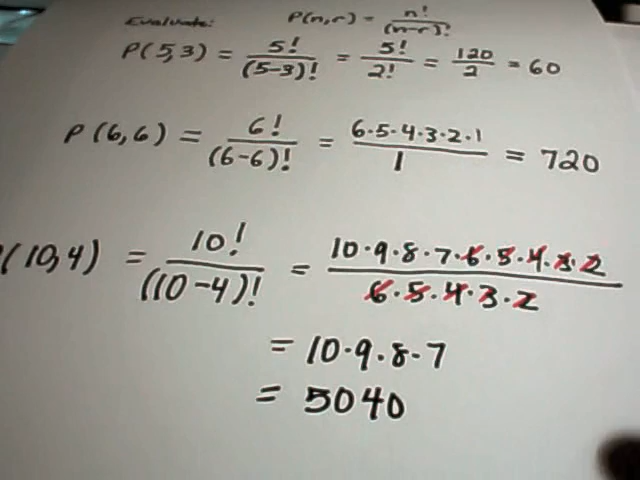 Evaluate: P(n,r) = n!/(n-r)!
P(5,3) = 5!/(5-3)! = 5!/2! = 120/2 = 60
P(6,6) = 6!/(6-6)! = 6·5·4·3·2·1/1 = 720
(10,4) = 10!/(10-4)! = 10·9·8·7·6·5·4·3·2/6·5·4·3·2
= 10·9·8·7
= 5040